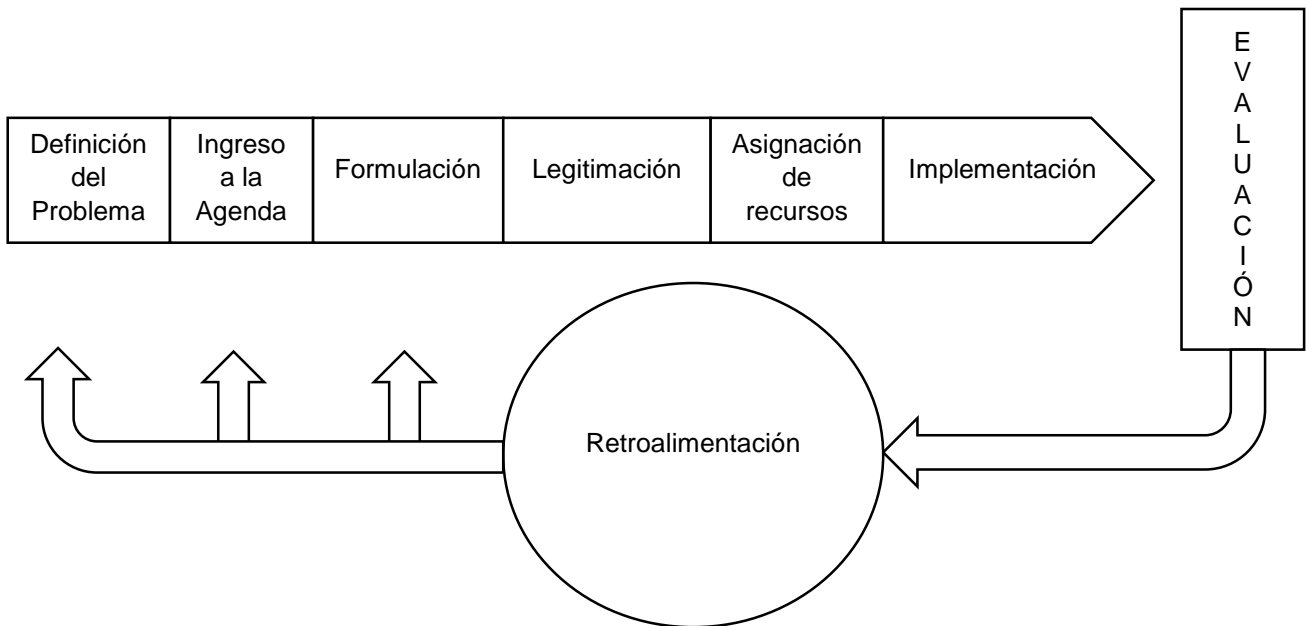 Definición
del
Problema
Ingreso
a la
Agenda
Formulación
Legitimación
Asignación
de
recursos
Implementación
E
V
A
L
U
A
C
I
Ó
N
Retroalimentación